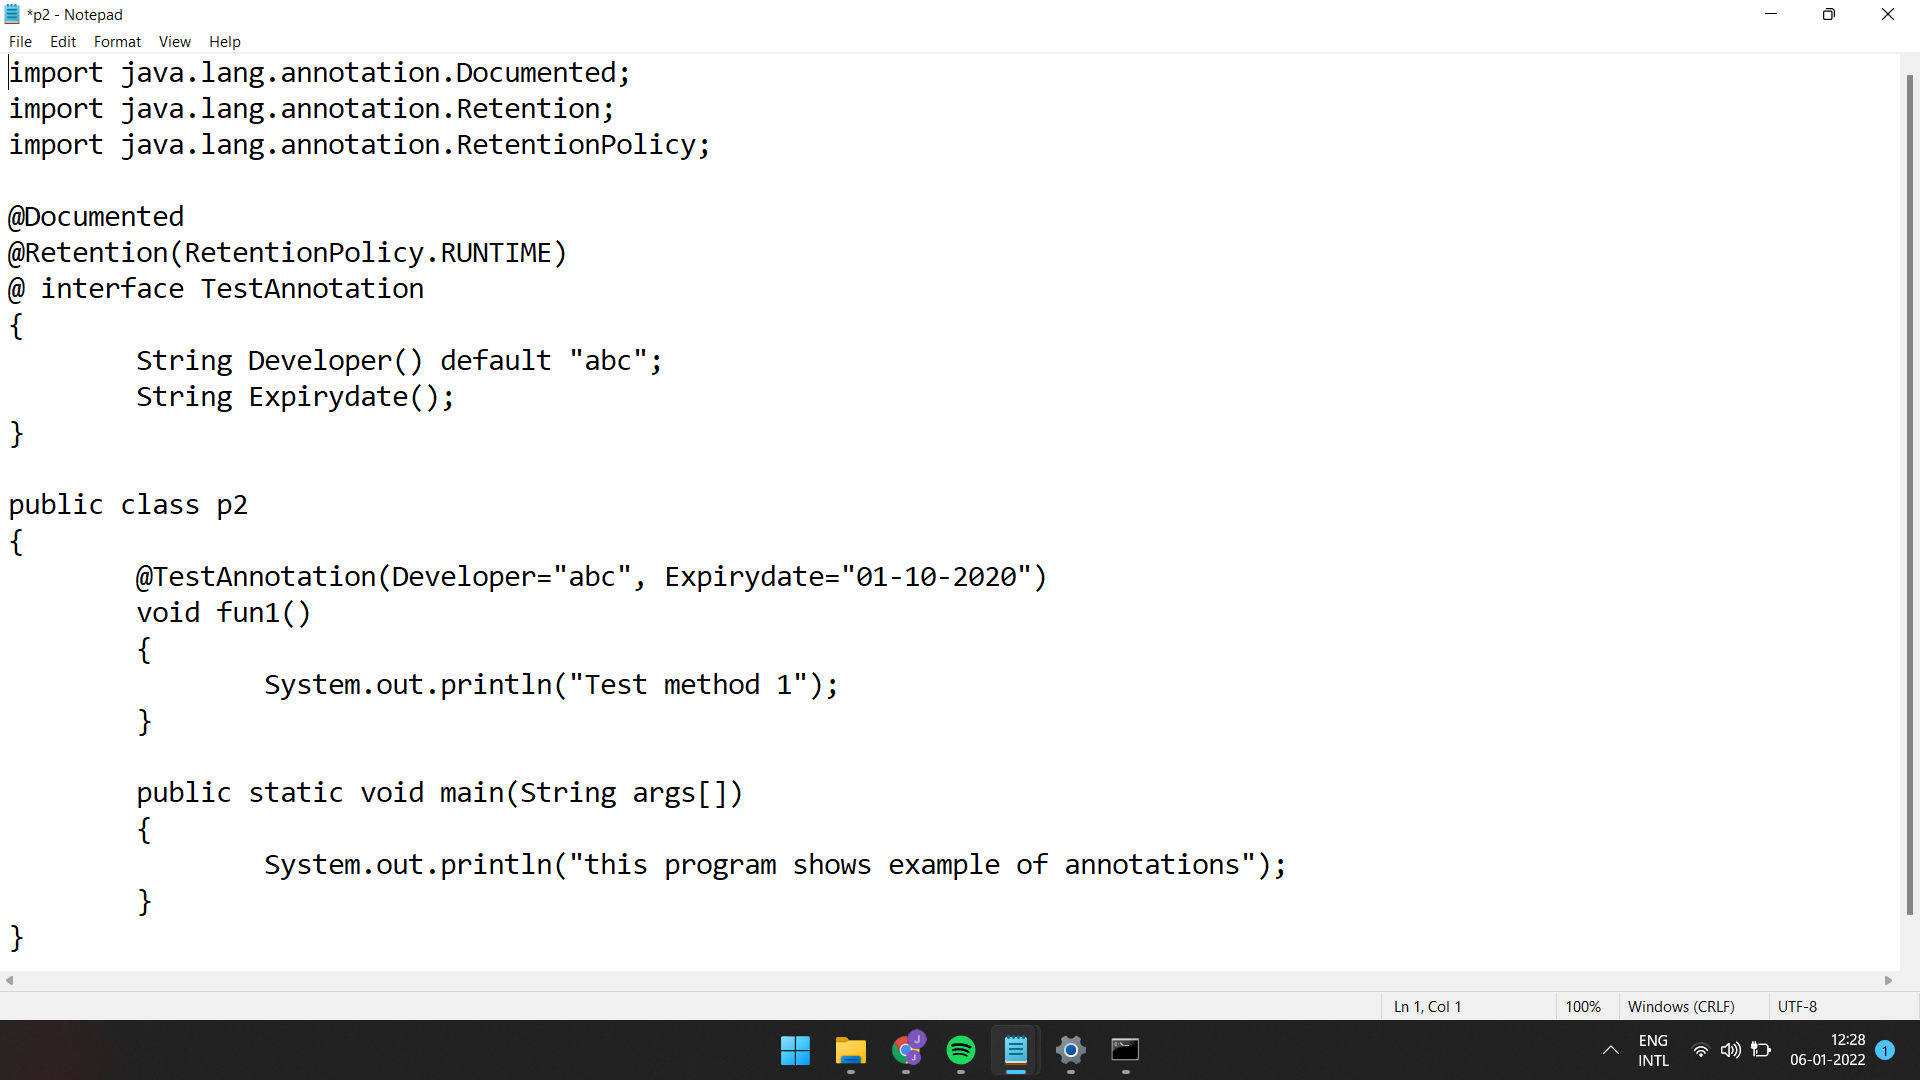 *p2 - Notepad
File Edit Format View Help
import java.lang.annotation.Documented;
import java.lang.annotation.Retention;
import java.lang.annotation.RetentionPolicy;
@Documented
@Retention(RetentionPolicy.RUNTIME)
@ interface TestAnnotation
{
String Developer() default "abc";
String Expirydate();
}
public class p2
{
@TestAnnotation(Developer="abc", Expirydate="01-10-2020")
void fun1()
{
System.out.println("Test method 1");
}
public static void main(String args[])
{
System.out.println("this program shows example of annotations");
}
}
Ln 1, Col 1 100% Windows (CRLF) UTF-8
J
J
ENG
INTL
12:28
06-01-2022
1